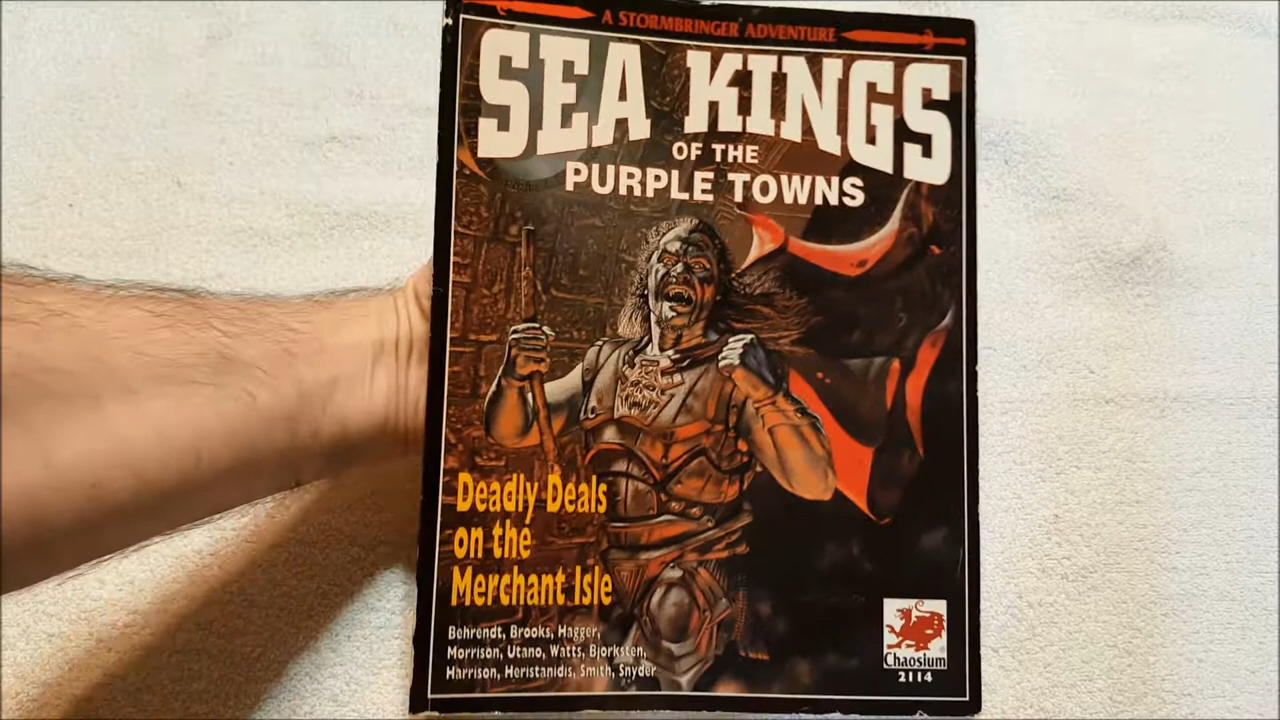 A STORMBRINGER® ADVENTURE
SEA KINGS
OF THE
PURPLE TOWNS
Deadly Deals
on the
Merchant Isle
Behrendt, Brooks, Hagger,
Morrison, Utano, Watts, Bjorksten,
Harrison, Heristanidis, Smith, Snyder
Chaosium®
2114